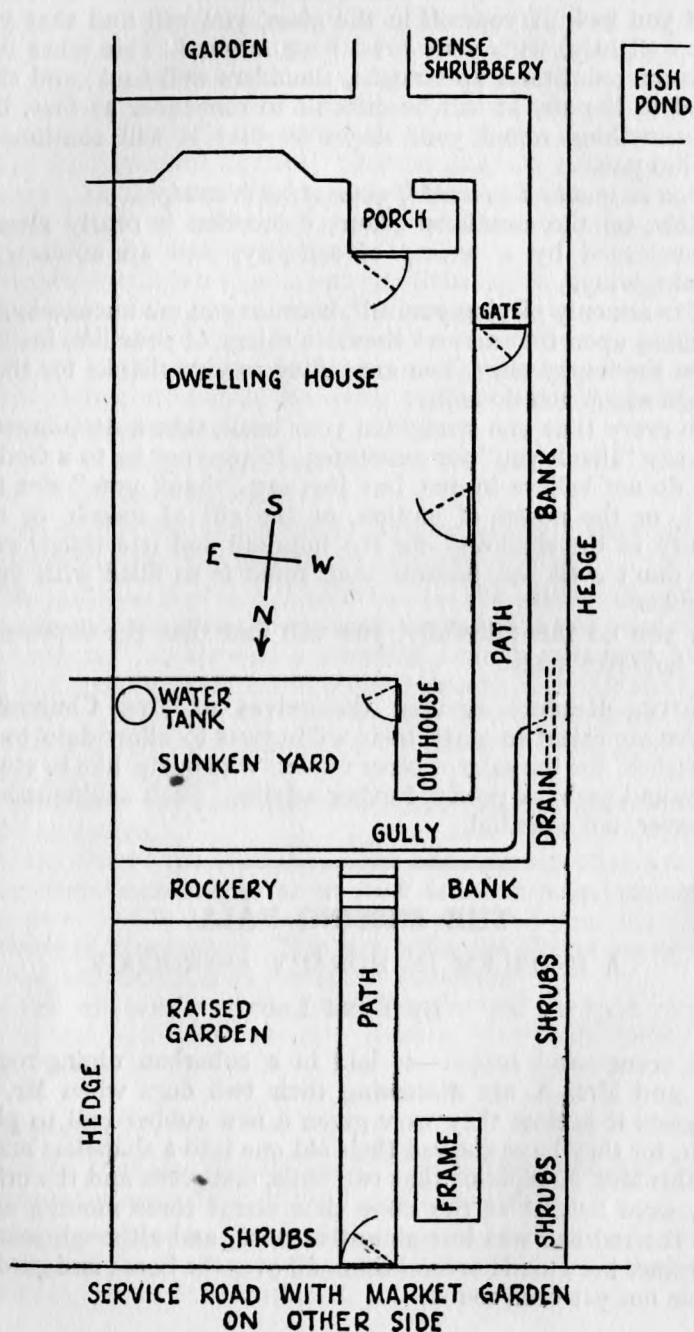 GARDEN
DENSE
SHRUBBERY
FISH
POND
PORCH
GATE
DWELLING HOUSE
BANK
HEDGE
S
E
W
N
PATH
WATER
TANK
OUTHOUSE
SUNKEN YARD
DRAIN
GULLY
ROCKERY
BANK
PATH
SHRUBS
RAISED
GARDEN
HEDGE
FRAME
SHRUBS
SHRUBS
SERVICE ROAD WITH MARKET GARDEN
ON OTHER SIDE